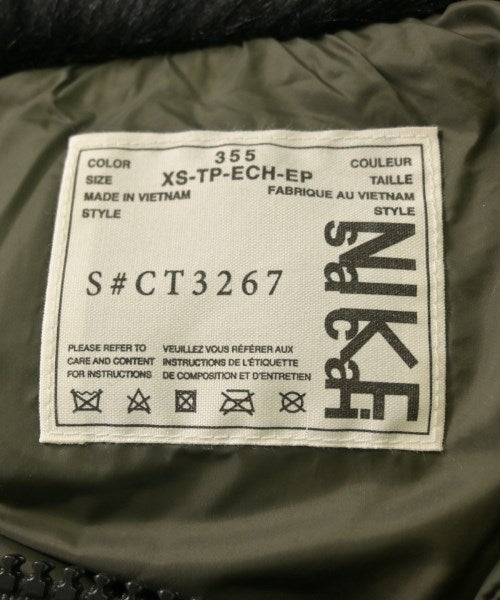 COLOR 355 COULEUR
SIZE XS-TP-ECH-EP TAILLE
MADE IN VIETNAM FABRIQUE AU VIETNAM
STYLE STYLE
S#CT3267
NIKE
sacai
PLEASE REFER TO
CARE AND CONTENT
FOR INSTRUCTIONS
VEUILLEZ VOUS RÉFÉRER AUX
INSTRUCTIONS DE L'ÉTIQUETTE
DE COMPOSITION ET D'ENTRETIEN